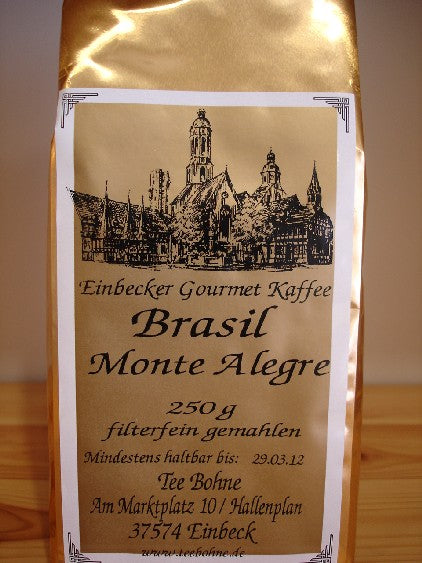 Einbecker Gourmet Kaffee
Brasil
Monte Alegre
250 g
filterfein gemahlen
Mindestens haltbar bis: 29.03.12
Tee Bohne
Am Marktplatz 10 / Hallenplan
37574 Einbeck
www.teebohne.de